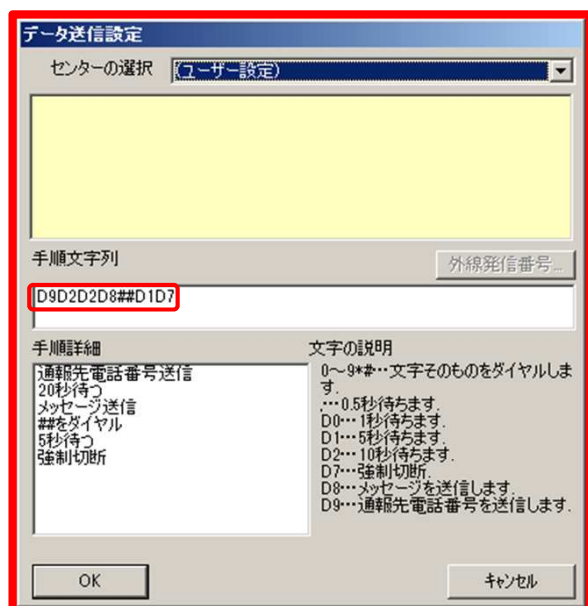 データ送信設定
センターの選択 (ユーザー設定)
手順文字列
外線発信番号...
D9D2D2D8##D1D7
手順詳細
通報先電話番号送信
20秒待つ
メッセージ送信
##をダイヤル
5秒待つ
強制切断
文字の説明
0～9*#…文字そのものをダイヤルしま
す.
,…0.5秒待ちます.
D0…1秒待ちます.
D1…5秒待ちます.
D2…10秒待ちます.
D7…強制切断.
D8…メッセージを送信します.
D9…通報先電話番号を送信します.
OK
キャンセル